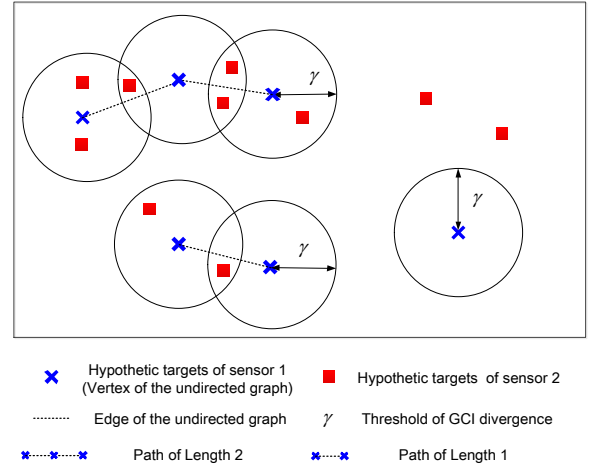 γ
γ
γ
Hypothetic targets of sensor 1
(Vertex of the undirected graph)
Hypothetic targets of sensor 2
Edge of the undirected graph
γ Threshold of GCI divergence
Path of Length 2
Path of Length 1